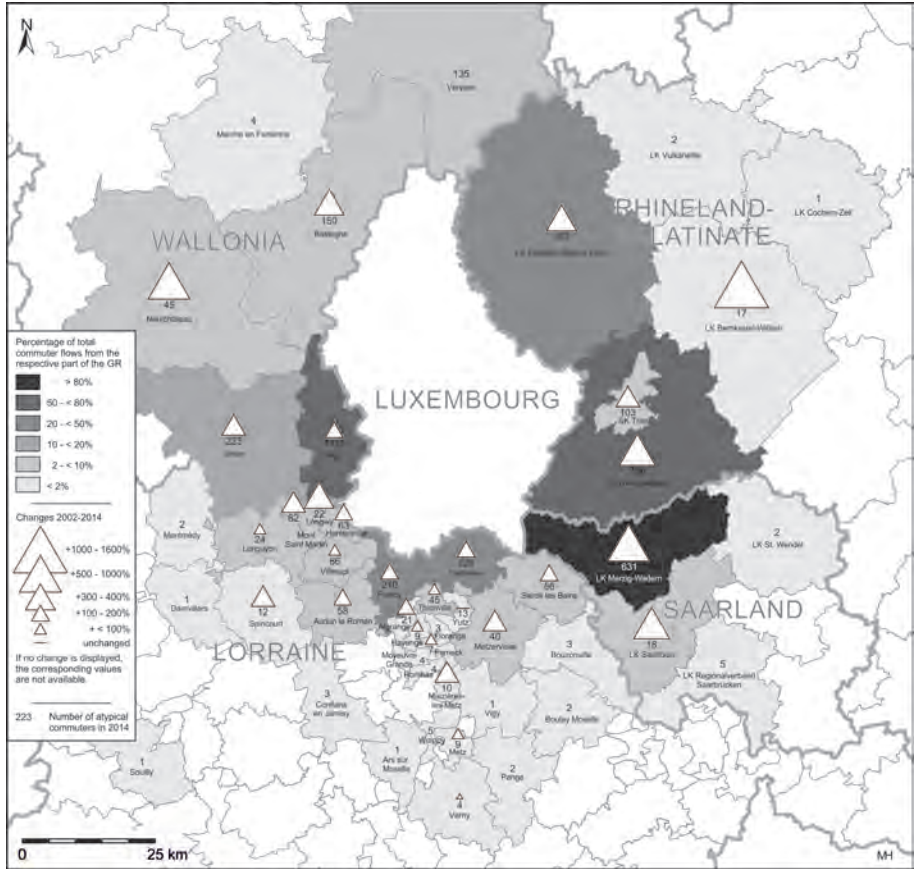 N
135
Verviers
4
Marche en Famenne
2
LK Vulkaneifel
1
LK Cochem-Zell
150
Bastogne
WALLONIA
RHINELAND-
LATINATE
45
Neufchâteau
17
LK Bernkastel-Wittlich
LUXEMBOURG
103
SK Trier
223
Virton
Percentage of total
commuter flows from the
respective part of the GR
> 80%
50 - < 80%
20 - < 50%
10 - < 20%
2 - < 10%
< 2%
Changes 2002-2014
+1000 - 1600%
+500 - 1000%
+300 - 400%
+100 - 200%
+ < 100%
unchanged
If no change is displayed,
the corresponding values
are not available.
223 Number of atypical
commuters in 2014
82
Mont
Saint Martin
22
Longwy
63
Herserange
24
Longuyon
66
Villerupt
2
Montmédy
1
Damvillers
12
Spincourt
58
Audun le Roman
LORRAINE
631
LK Merzig-Wadern
2
LK St. Wendel
SAARLAND
18
LK Saarlouis
5
LK Regionalverband
Saarbrücken
Sierck les Bains
45
Thionville
13
Yutz
21
9
Hayange
3
Florange
7
Fameck
Moyeuvre-
Grande
4
Rombas
4
40
Metzervisse
3
Bouzonville
10
Maizières-
les-Metz
3
Conflans
en Jarnisy
1
Vigy
2
Boulay Moselle
5
Woippy
9
Metz
1
Ars sur
Moselle
2
Pange
4
Verny
1
Souilly
0 25 km
MH